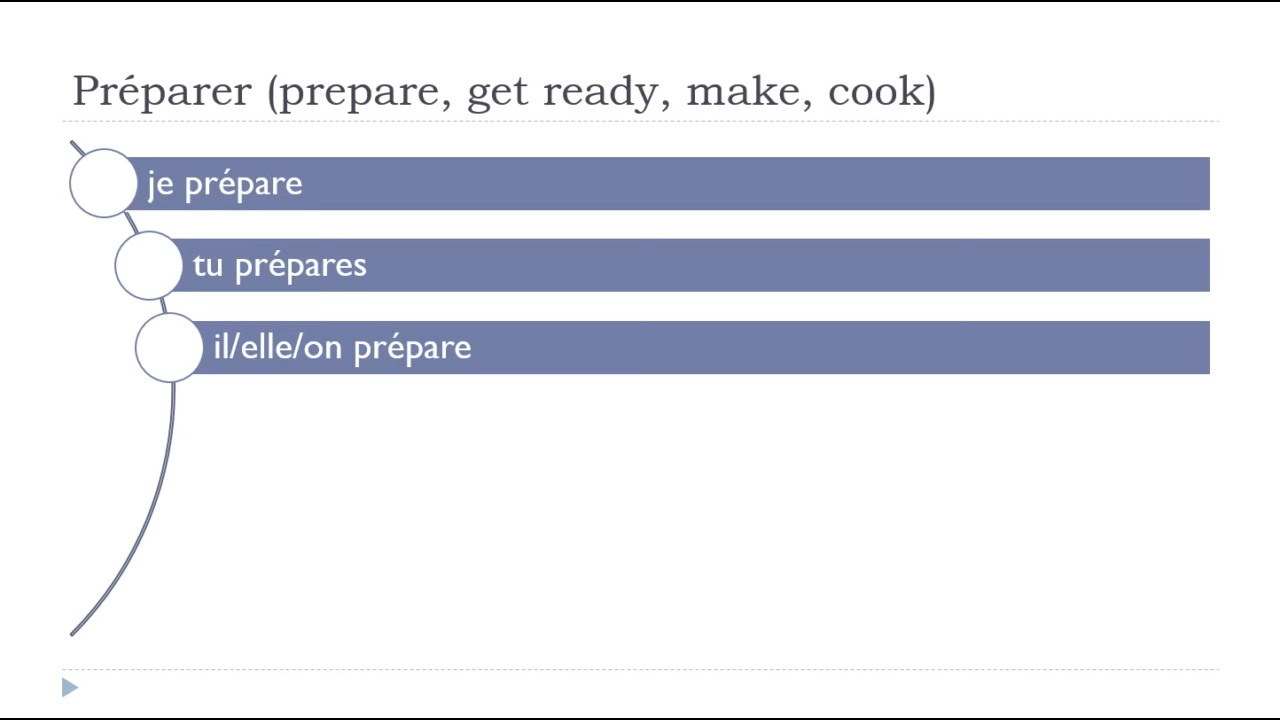 Préparer (prepare, get ready, make, cook)
je prépare
tu prépares
il/elle/on prépare